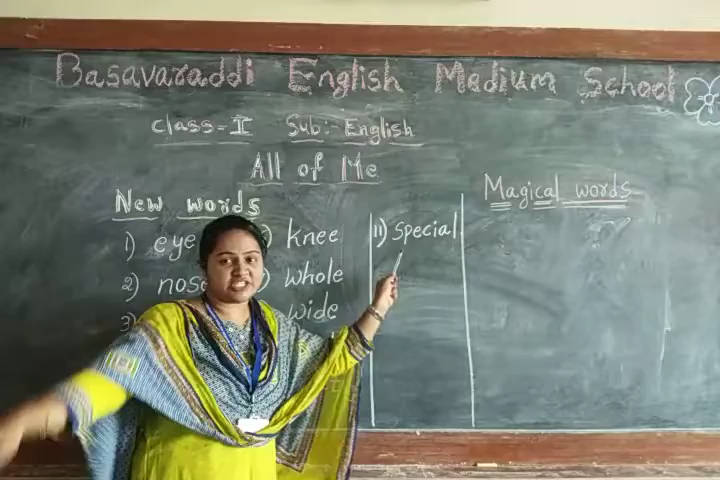 Basavaraddi English Medium School
Class-II Sub:- English
All of Me
New words
1) eye
2) nose
3)
) knee
) whole
wide
11) Special
Magical words